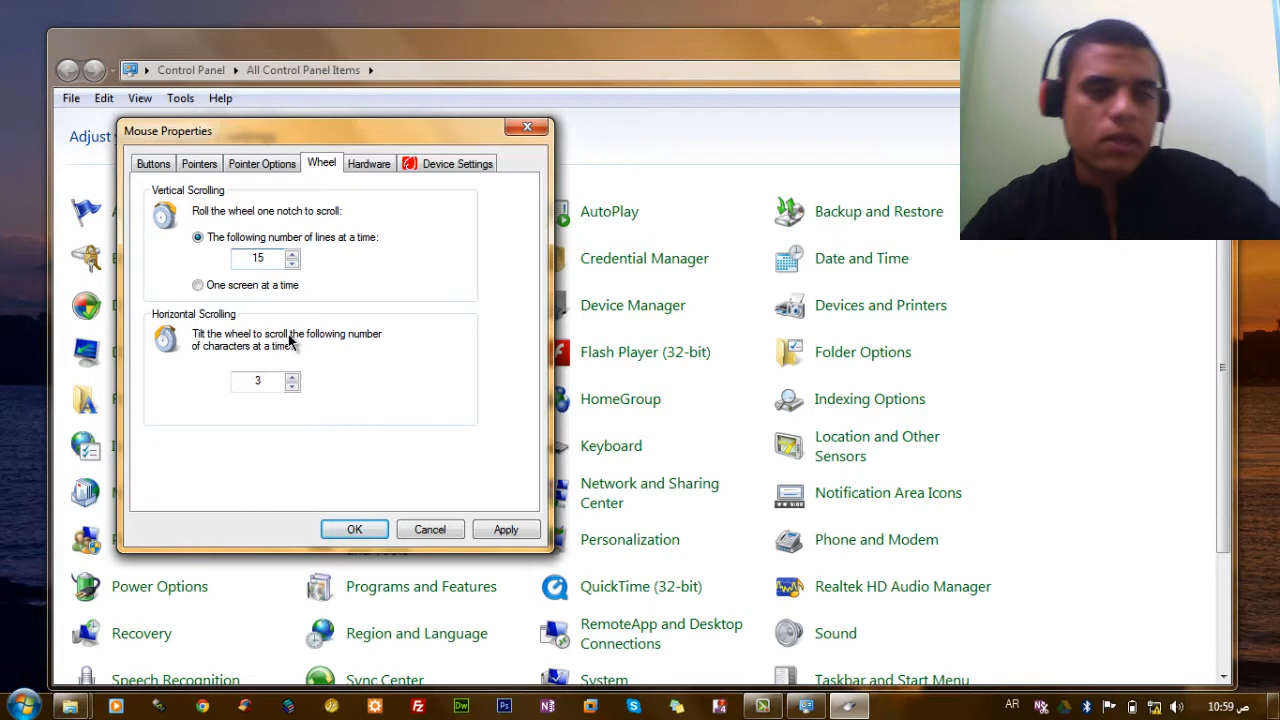 Control Panel
All Control Panel Items
File Edit View Tools Help
Adjust
Mouse Properties
Buttons Pointers Pointer Options Wheel Hardware Device Settings
Vertical Scrolling
Roll the wheel one notch to scroll:
The following number of lines at a time:
15
One screen at a time
Horizontal Scrolling
Tilt the wheel to scroll the following number
of characters at a time
3
OK Cancel Apply
AutoPlay
Backup and Restore
Credential Manager
Date and Time
Device Manager
Devices and Printers
Flash Player (32-bit)
Folder Options
HomeGroup
Indexing Options
Keyboard
Location and Other
Sensors
Network and Sharing
Center
Notification Area Icons
Personalization
Phone and Modem
Power Options
Programs and Features
QuickTime (32-bit)
Realtek HD Audio Manager
Recovery
Region and Language
RemoteApp and Desktop
Connections
Sound
Speech Recognition
Sync Center
System
Taskbar and Start Menu
AR
10:59 ص